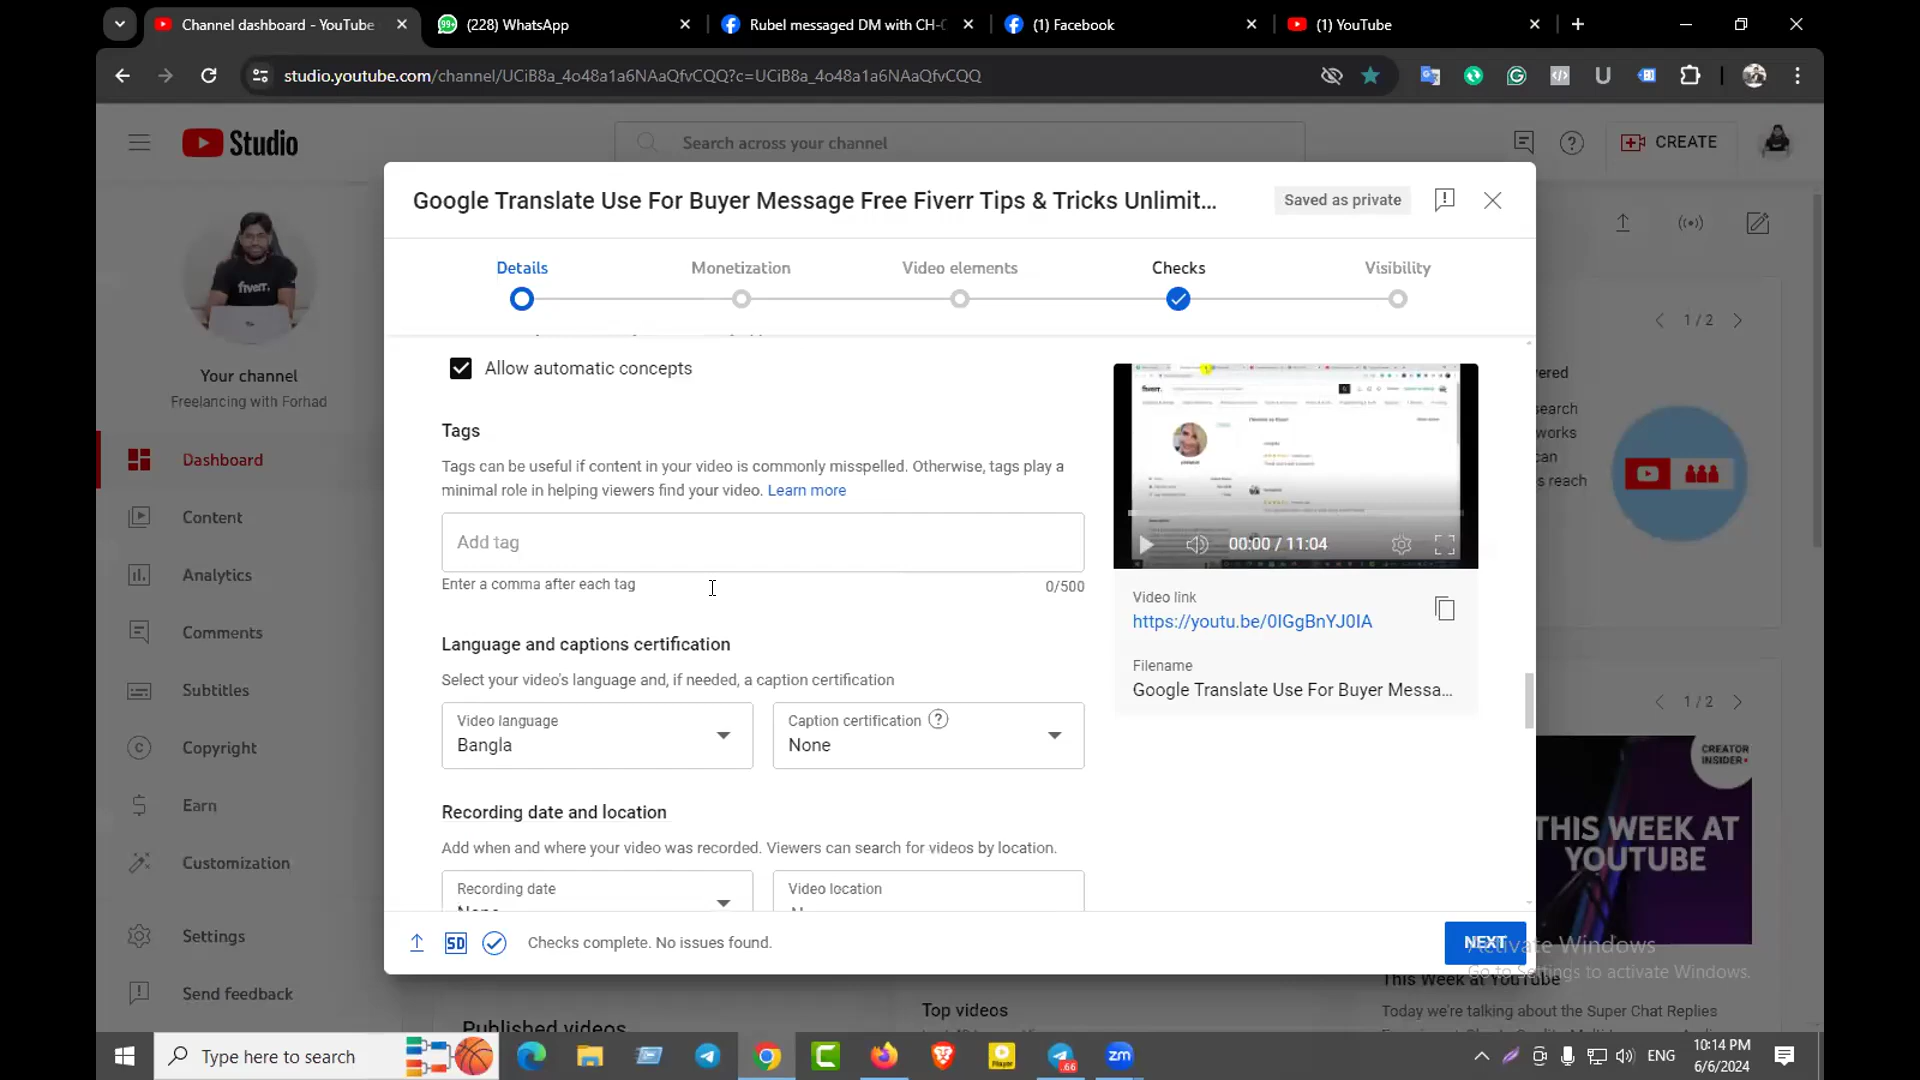 Channel dashboard - YouTube
(228) WhatsApp
Rubel messaged DM with CH-
(1) Facebook
(1) YouTube
studio.youtube.com/channel/UCiB8a_4o48a1a6NAaQfvCQQ?c=UCiB8a_4o48a1a6NAaQfvCQQ
Studio
Search across your channel
CREATE
Google Translate Use For Buyer Message Free Fiverr Tips & Tricks Unlimit...
Saved as private
Details
Monetization
Video elements
Checks
Visibility
1 / 2
fiverr.
Your channel
Freelancing with Forhad
Dashboard
Content
Analytics
Comments
Subtitles
Copyright
Earn
Customization
Settings
Send feedback
Allow automatic concepts
Tags
Tags can be useful if content in your video is commonly misspelled. Otherwise, tags play a
minimal role in helping viewers find your video. Learn more
Add tag
Enter a comma after each tag
0/500
Language and captions certification
Select your video's language and, if needed, a caption certification
Video language
Bangla
Caption certification
None
Recording date and location
Add when and where your video was recorded. Viewers can search for videos by location.
Recording date
Video location
fiverr.
00:00 / 11:04
Video link
https://youtu.be/0IGgBnYJ0IA
Filename
Google Translate Use For Buyer Messa...
ered
search
works
can
s reach
1 / 2
CREATOR
INSIDER
THIS WEEK AT
YOUTUBE
SD
Checks complete. No issues found.
NEXT
Activate Windows
Go to Settings to activate Windows.
This Week at YouTube
Today we're talking about the Super Chat Replies
Top videos
Published videos
Type here to search
Player
66
zm
ENG
10:14 PM
6/6/2024